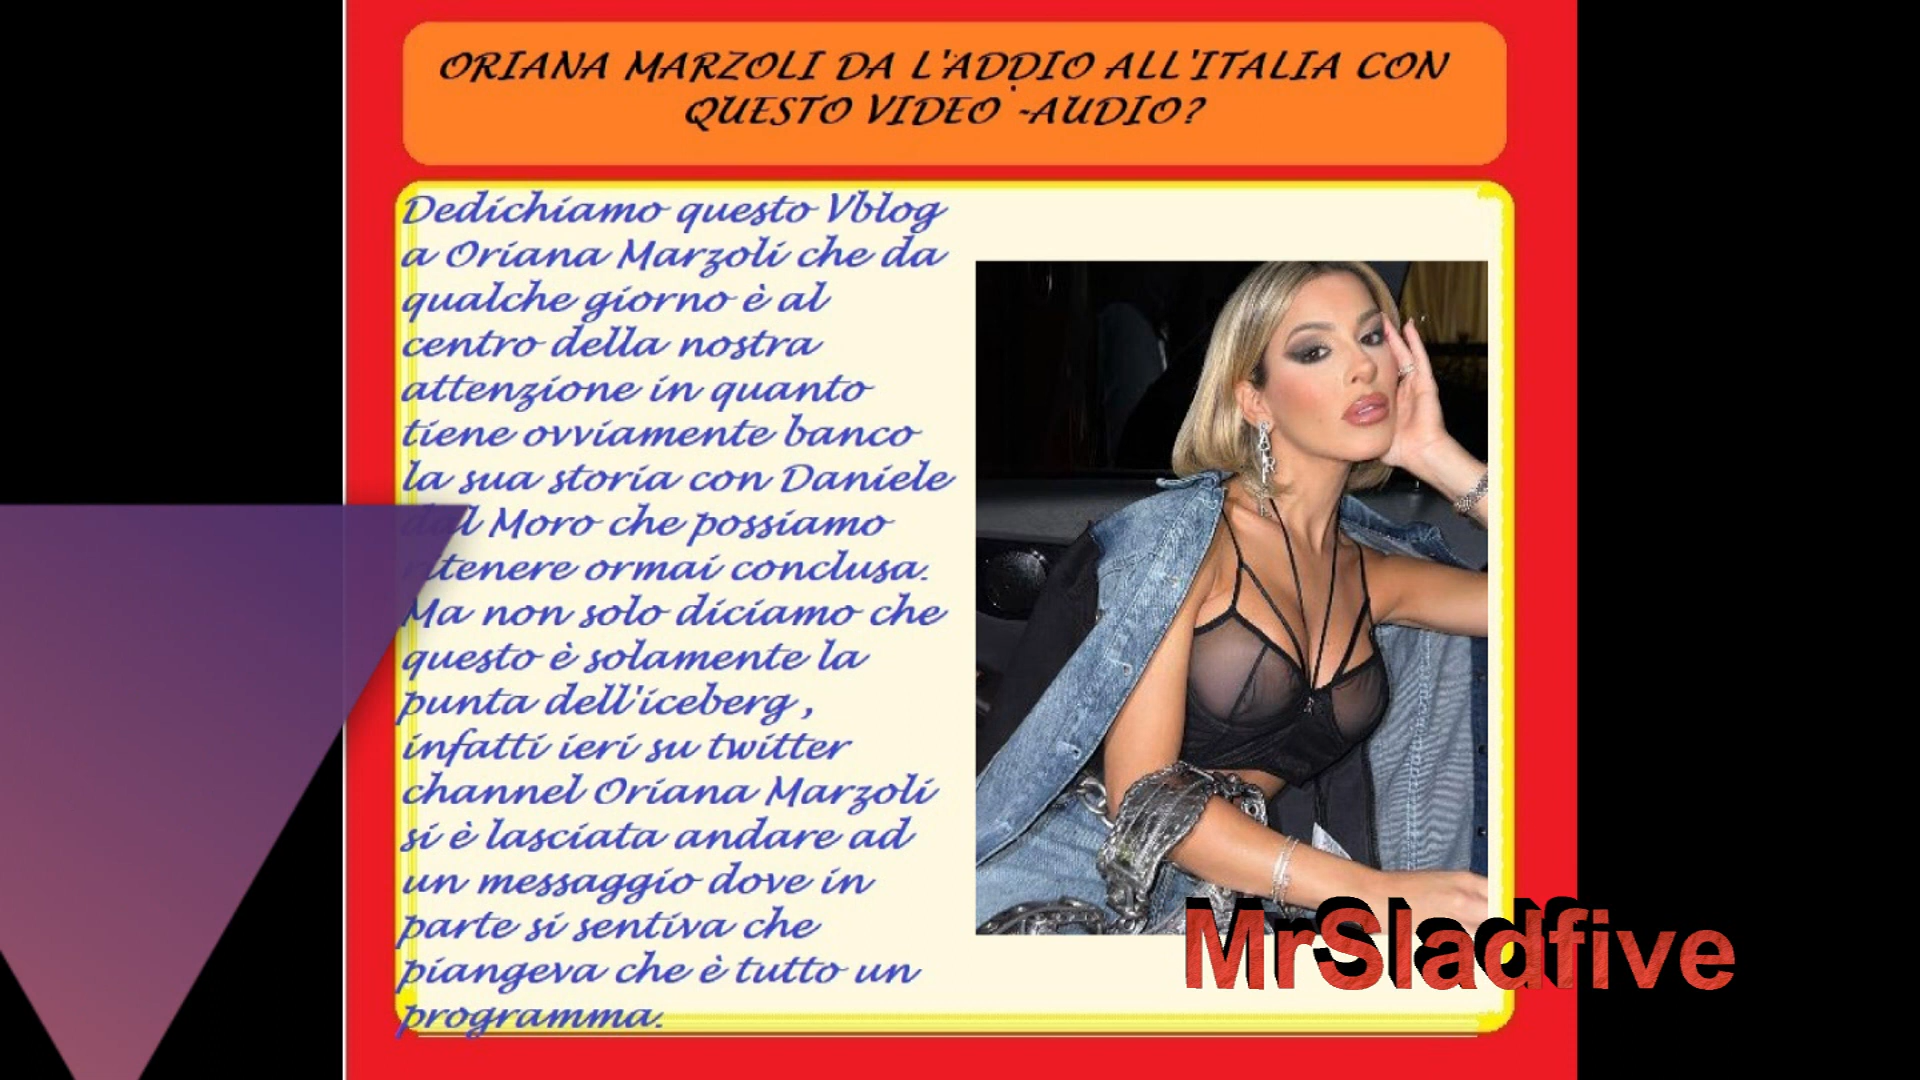 ORIANA MARZOLI DA L'ADDIO ALL'ITALIA CON
QUESTO VIDEO -AUDIO?
Dedichiamo questo Vblog
a Oriana Marzoli che da
qualche giorno è al
centro della nostra
attenzione in quanto
tiene ovviamente banco
la sua storia con Daniele
dal Moro che possiamo
ritenere ormai conclusa.
Ma non solo diciamo che
questo è solamente la
punta dell'iceberg ,
infatti ieri su twitter
channel Oriana Marzoli
si è lasciata andare ad
un messaggio dove in
parte si sentiva che
piangeva che è tutto un
programma.
MrSladfive